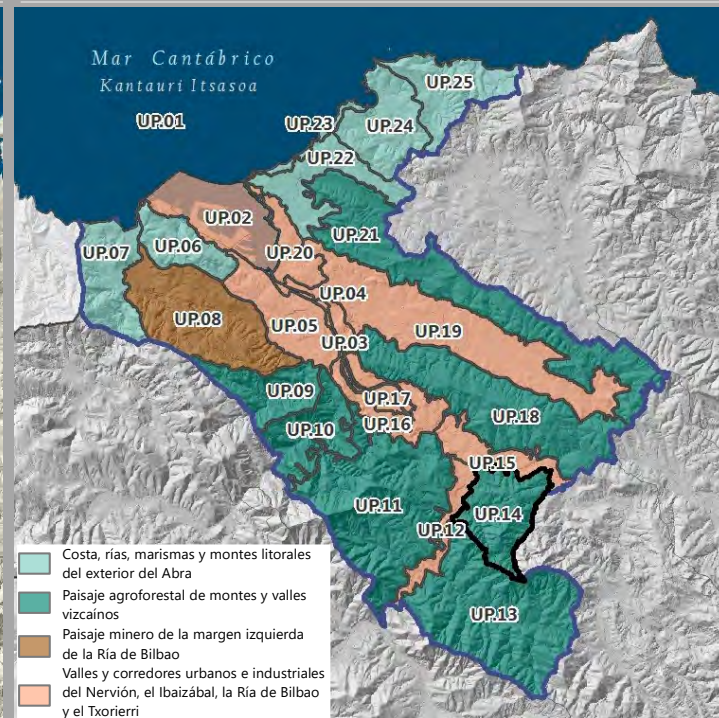 Mar Cantábrico
Kantauri Itsasoa
UP.01
UP.23
UP.25
UP.24
UP.22
UP.02
UP.07
UP.06
UP.20
UP.21
UP.04
UP.08
UP.05
UP.03
UP.19
UP.09
UP.17
UP.18
UP.10
UP.16
UP.15
UP.11
UP.14
UP.12
UP.13
Costa, rías, marismas y montes litorales
del exterior del Abra
Paisaje agroforestal de montes y valles
vizcaínos
Paisaje minero de la margen izquierda
de la Ría de Bilbao
Valles y corredores urbanos e industriales
del Nervión, el Ibaizábal, la Ría de Bilbao
y el Txorierri